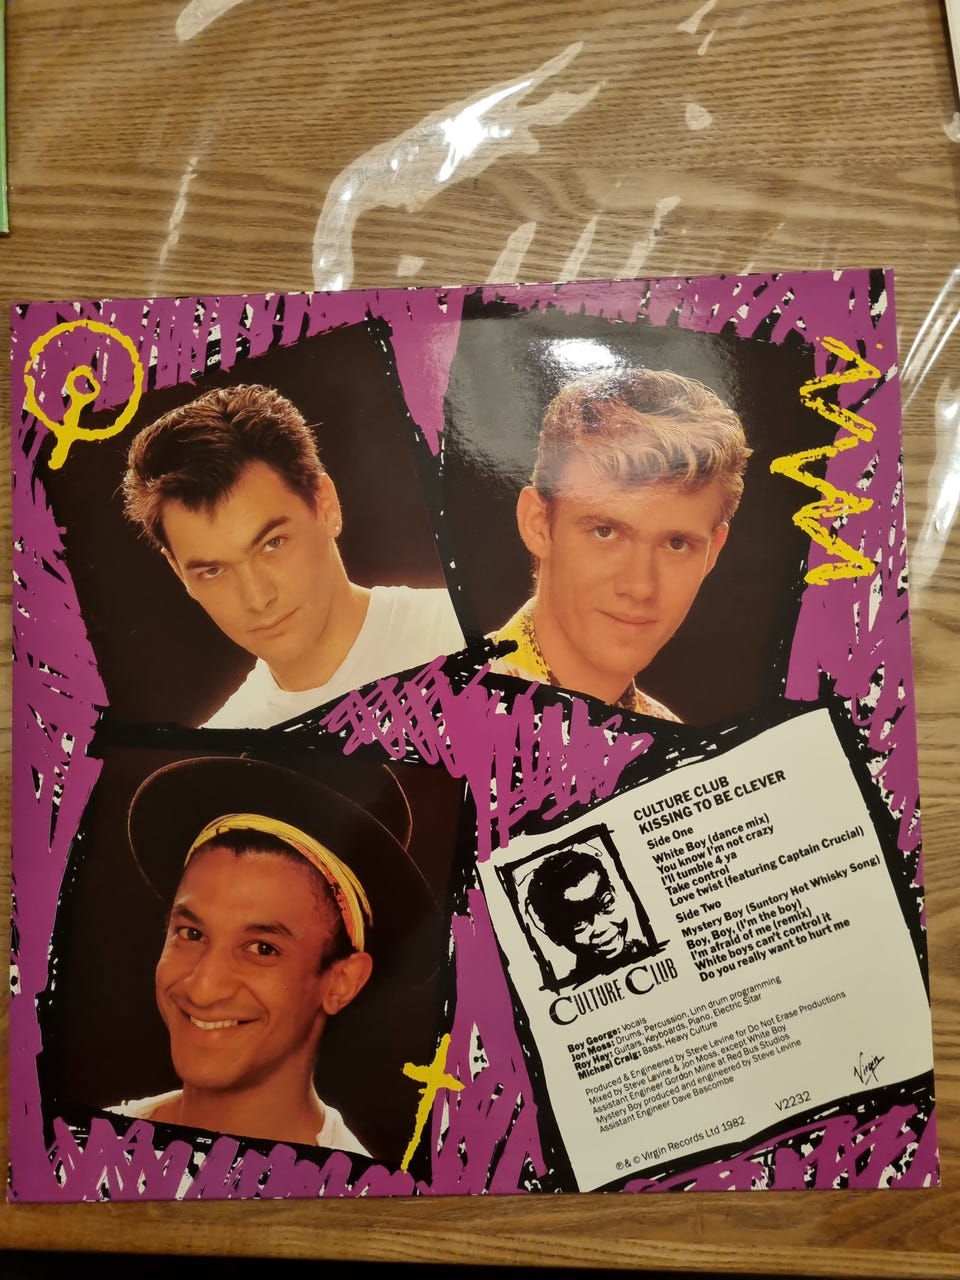 CULTURE CLUB
KISSING TO BE CLEVER
Side One
White Boy (dance mix)
You know I'm not crazy
I'll tumble 4 ya
Take control
Love twist (featuring Captain Crucial)
Side Two
Mystery Boy (Suntory Hot Whisky Song)
Boy, Boy, (I'm the boy)
I'm afraid of me (remix)
White boys can't control it
Do you really want to hurt me
CULTURE CLUB
Boy George: Vocals
Jon Moss: Drums, Percussion, Linn drum programming
Roy Hay: Guitars, Keyboards, Piano, Electric Sitar
Michael Craig: Bass, Heavy Culture
Produced & Engineered by Steve Levine for Do Not Erase Productions
Mixed by Steve Levine & Jon Moss, except White Boy
Assistant Engineer Gordon Milne at Red Bus Studios
Mystery Boy produced and engineered by Steve Levine
Assistant Engineer Dave Bascombe
Virgin
℗ & © Virgin Records Ltd 1982 V2232